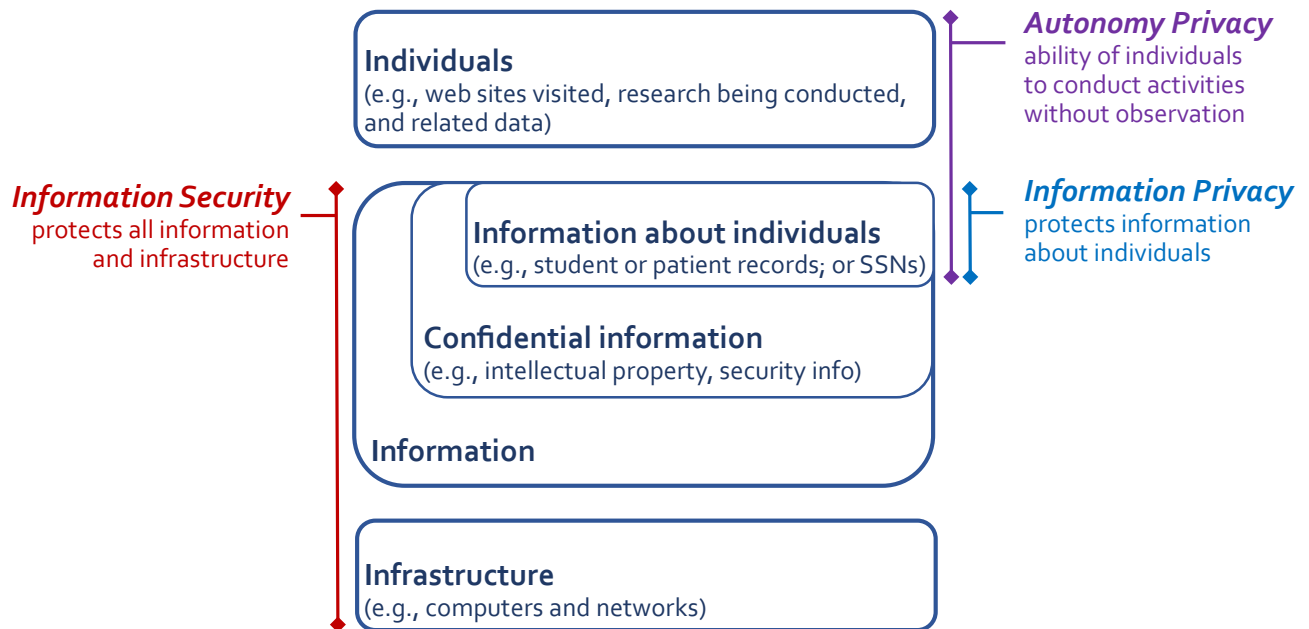 Individuals
(e.g., web sites visited, research being conducted,
and related data)
Autonomy Privacy
ability of individuals
to conduct activities
without observation
Information Security
protects all information
and infrastructure
Information about individuals
(e.g., student or patient records; or SSNs)
Information Privacy
protects information
about individuals
Confidential information
(e.g., intellectual property, security info)
Information
Infrastructure
(e.g., computers and networks)